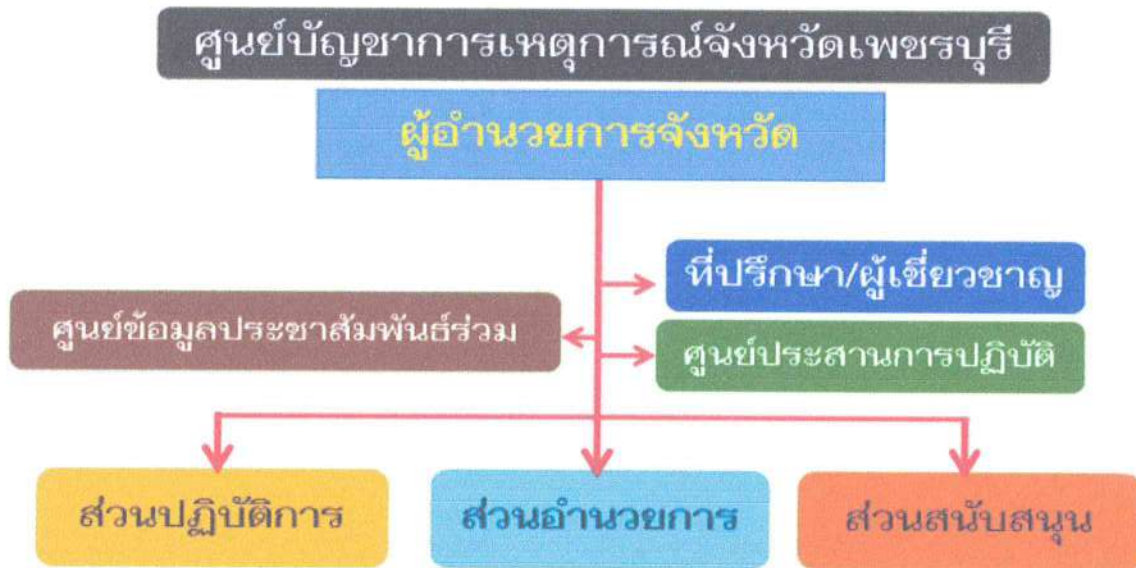 ศูนย์บัญชาการเหตุการณ์จังหวัดเพชรบุรี
ผู้อำนวยการจังหวัด
ที่ปรึกษา/ผู้เชี่ยวชาญ
ศูนย์ข้อมูลประชาสัมพันธ์ร่วม
ศูนย์ประสานการปฏิบัติ
ส่วนปฏิบัติการ
ส่วนอำนวยการ
ส่วนสนับสนุน